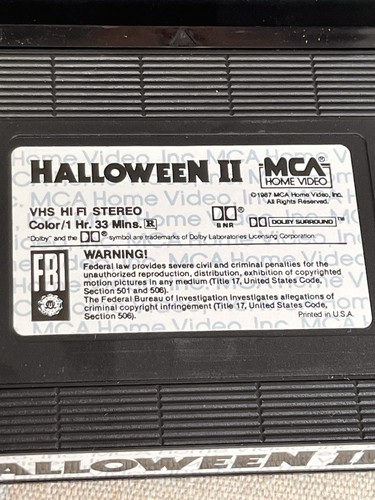 HALLOWEEN II
MCA
HOME VIDEO
©1987 MCA Home Video, Inc.
All Rights Reserved.
VHS HI FI STEREO
Color/1 Hr. 33 Mins. R
B NR
DOLBY SURROUND™
Dolby and the symbol are trademarks of Dolby Laboratories Licensing Corporation.
FBI
WARNING!
Federal law provides severe civil and criminal penalties for the
unauthorized reproduction, distribution, exhibition of copyrighted
motion pictures in any medium (Title 17, United States Code,
Section 501 and 506).
The Federal Bureau of Investigation investigates allegations of
criminal copyright infringement (Title 17, United States Code,
Section 506).
Printed in U.S.A.
HALLOWEEN II